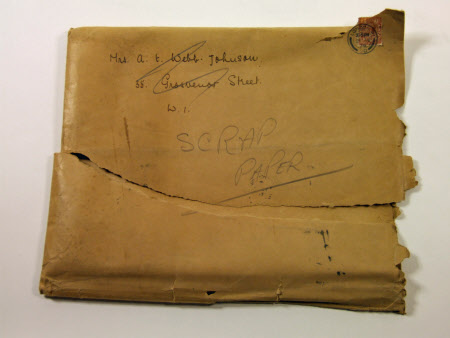 Mrs. A. E. Webb-Johnson
55. Grosvenor Street.
W. 1.
SCRAP
PAPER.